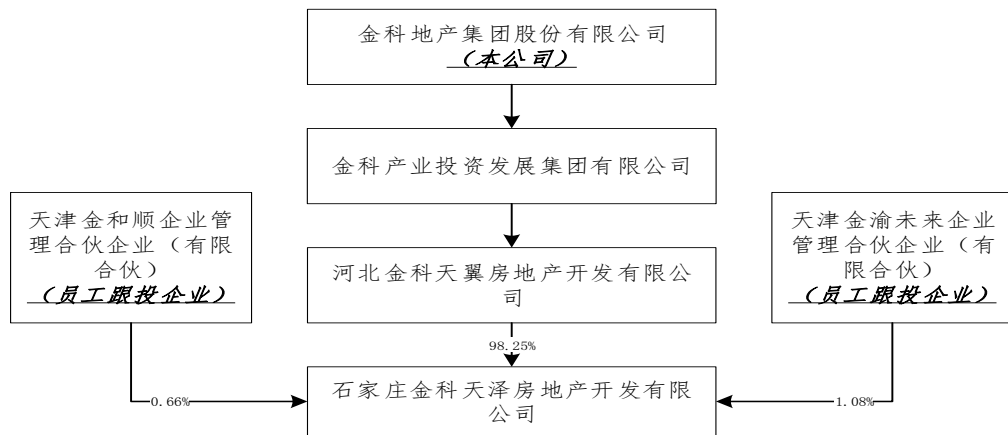 金科地产集团股份有限公司
（本公司）
金科产业投资发展集团有限公司
天津金和顺企业管
理合伙企业（有限
合伙）
（员工跟投企业）
河北金科天翼房地产开发有限公
司
天津金渝未来企业
管理合伙企业（有
限合伙）
（员工跟投企业）
98.25%
0.66%
石家庄金科天泽房地产开发有限
公司
1.08%